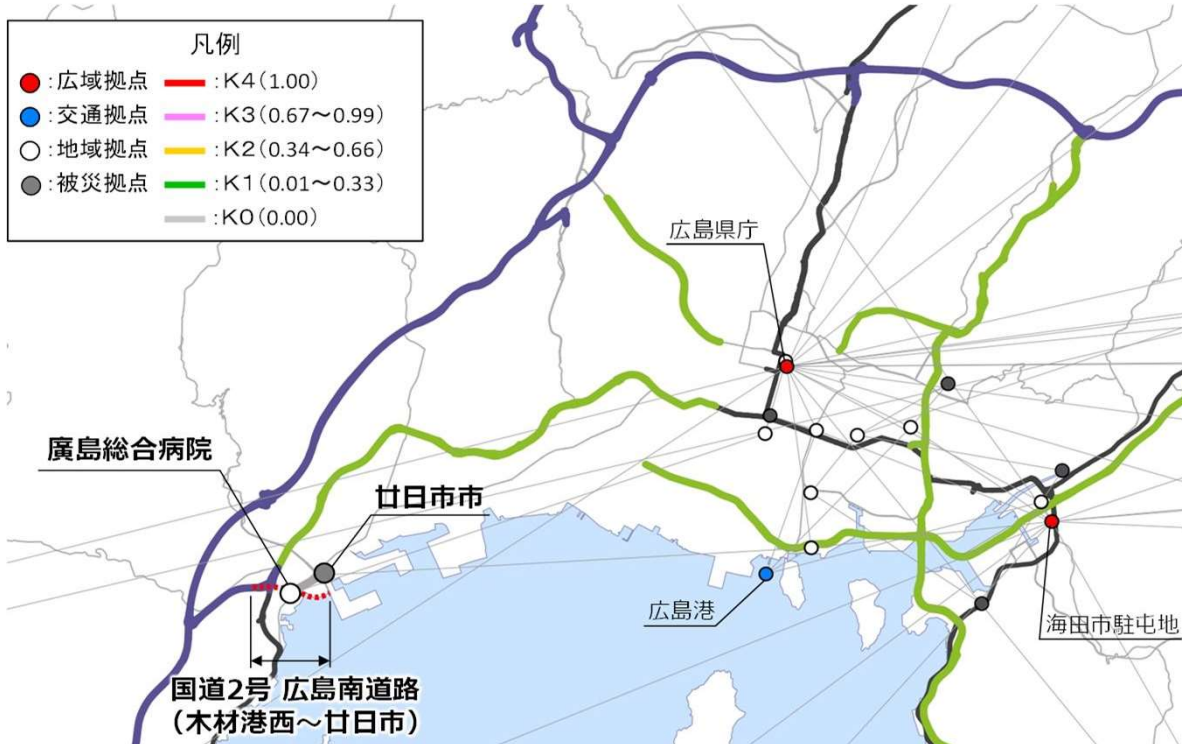 凡例
：広域拠点 ：K4（1.00）
：交通拠点 ：K3（0.67～0.99）
：地域拠点 ：K2（0.34～0.66）
：被災拠点 ：K1（0.01～0.33）
：K0（0.00）
広島県庁
廣島総合病院
廿日市市
広島港
海田市駐屯地
国道2号 広島南道路
（木材港西～廿日市）